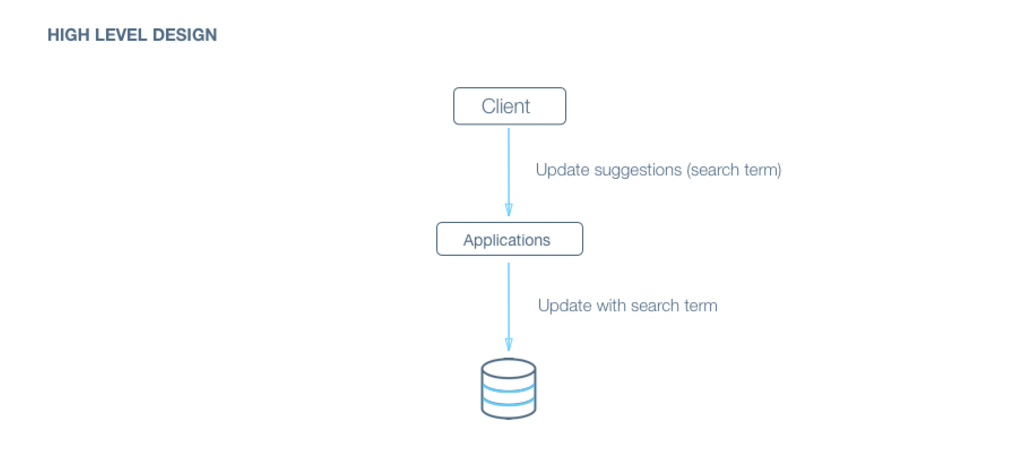 HIGH LEVEL DESIGN
Client
Update suggestions (search term)
Applications
Update with search term